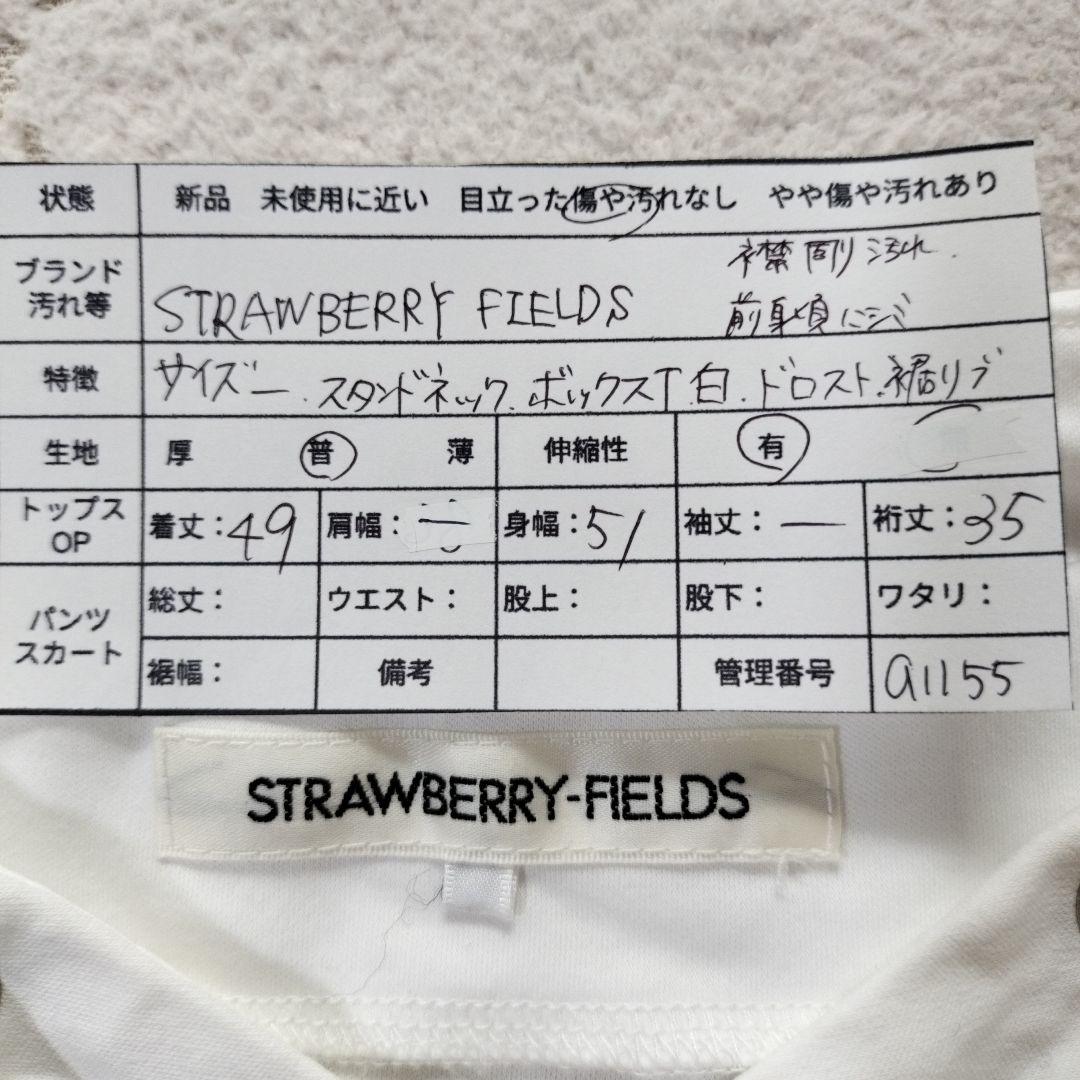 状態 新品 未使用に近い 目立った傷や汚れなし やや傷や汚れあり
ブランド
汚れ等
STRAWBERRY FIELDS
汚れ.
前身頃にシミ
特徴 サイズ一.スタンドネック.ボックスT.白.ドロスト.裾リブ
生地 厚 普 薄 伸縮性 有
トップス
OP
着丈:49 肩幅:一 身幅:51 袖丈:一 裄丈:35
パンツ
スカート
総丈: ウエスト: 股上: 股下: ワタリ:
裾幅: 備考 管理番号 a1155
STRAWBERRY-FIELDS